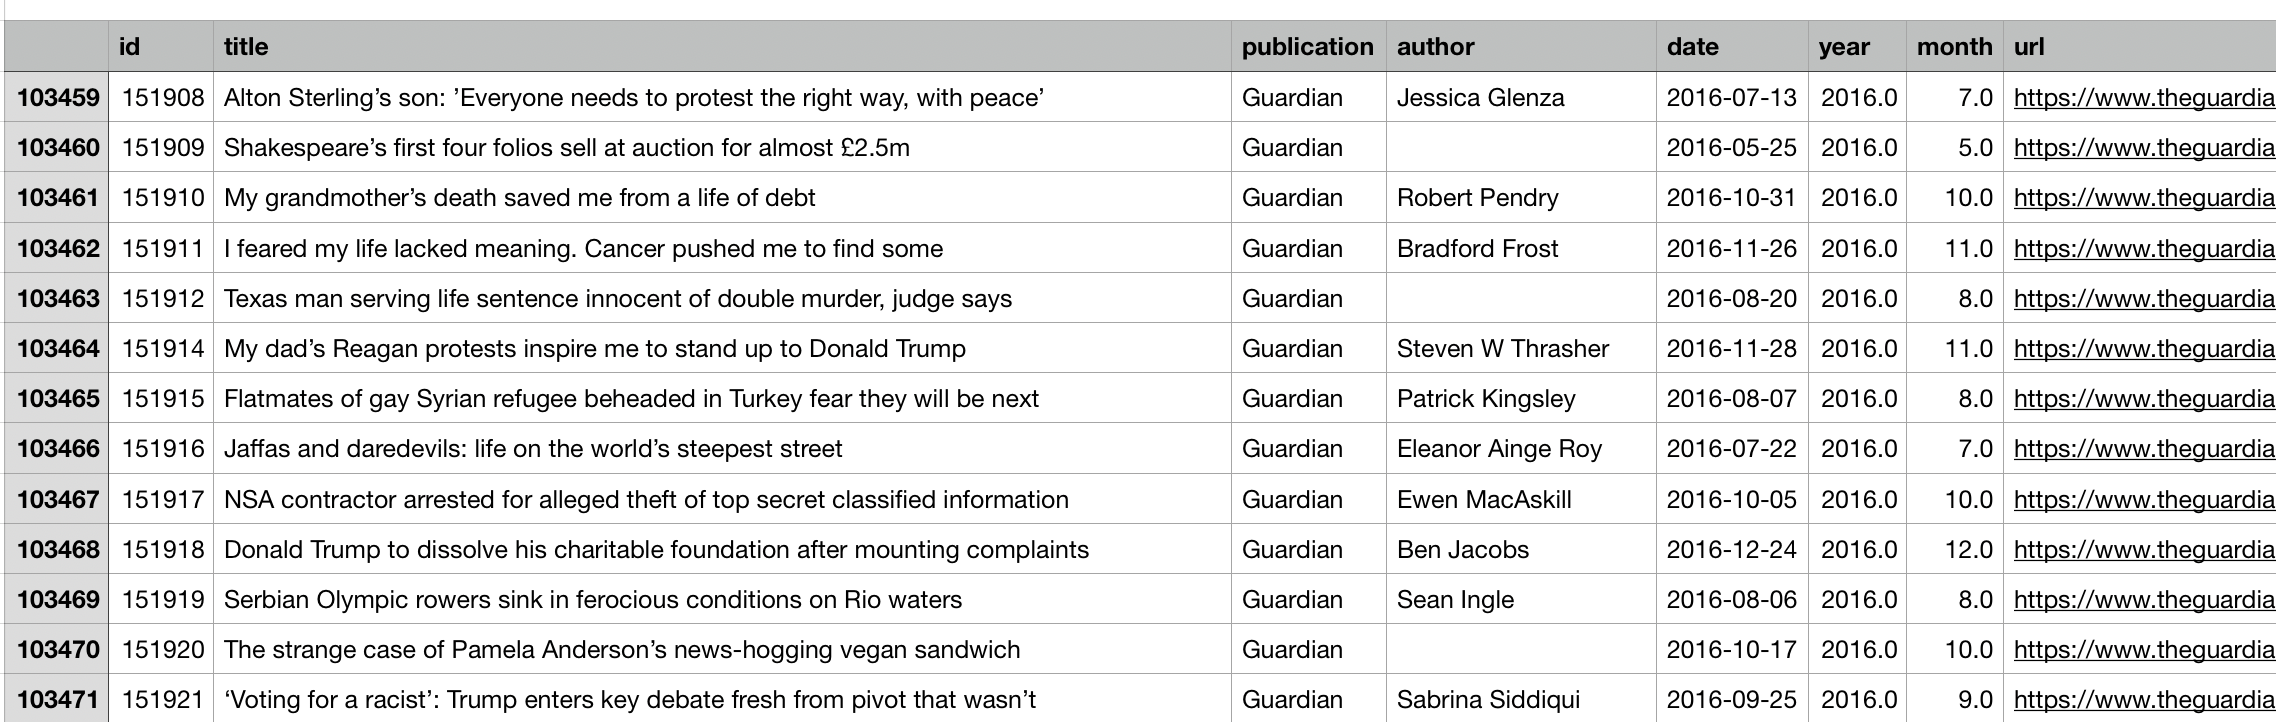 id title publication author date year month url
103459 151908 Alton Sterling’s son: ’Everyone needs to protest the right way, with peace’ Guardian Jessica Glenza 2016-07-13 2016.0 7.0 https://www.theguardia
103460 151909 Shakespeare’s first four folios sell at auction for almost £2.5m Guardian 2016-05-25 2016.0 5.0 https://www.theguardia
103461 151910 My grandmother’s death saved me from a life of debt Guardian Robert Pendry 2016-10-31 2016.0 10.0 https://www.theguardia
103462 151911 I feared my life lacked meaning. Cancer pushed me to find some Guardian Bradford Frost 2016-11-26 2016.0 11.0 https://www.theguardia
103463 151912 Texas man serving life sentence innocent of double murder, judge says Guardian 2016-08-20 2016.0 8.0 https://www.theguardia
103464 151914 My dad’s Reagan protests inspire me to stand up to Donald Trump Guardian Steven W Thrasher 2016-11-28 2016.0 11.0 https://www.theguardia
103465 151915 Flatmates of gay Syrian refugee beheaded in Turkey fear they will be next Guardian Patrick Kingsley 2016-08-07 2016.0 8.0 https://www.theguardia
103466 151916 Jaffas and daredevils: life on the world’s steepest street Guardian Eleanor Ainge Roy 2016-07-22 2016.0 7.0 https://www.theguardia
103467 151917 NSA contractor arrested for alleged theft of top secret classified information Guardian Ewen MacAskill 2016-10-05 2016.0 10.0 https://www.theguardia
103468 151918 Donald Trump to dissolve his charitable foundation after mounting complaints Guardian Ben Jacobs 2016-12-24 2016.0 12.0 https://www.theguardia
103469 151919 Serbian Olympic rowers sink in ferocious conditions on Rio waters Guardian Sean Ingle 2016-08-06 2016.0 8.0 https://www.theguardia
103470 151920 The strange case of Pamela Anderson’s news-hogging vegan sandwich Guardian 2016-10-17 2016.0 10.0 https://www.theguardia
103471 151921 ‘Voting for a racist’: Trump enters key debate fresh from pivot that wasn’t Guardian Sabrina Siddiqui 2016-09-25 2016.0 9.0 https://www.theguardia